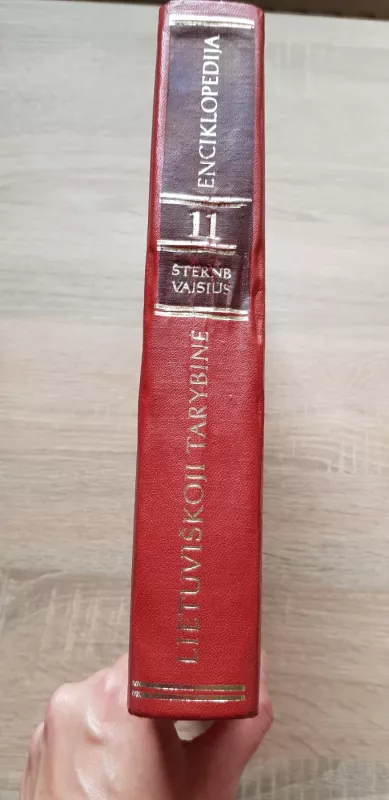 LIETUVIŠKOJI TARYBINĖ
ENCIKLOPEDIJA
11
ŠTERNB
VAISIUS